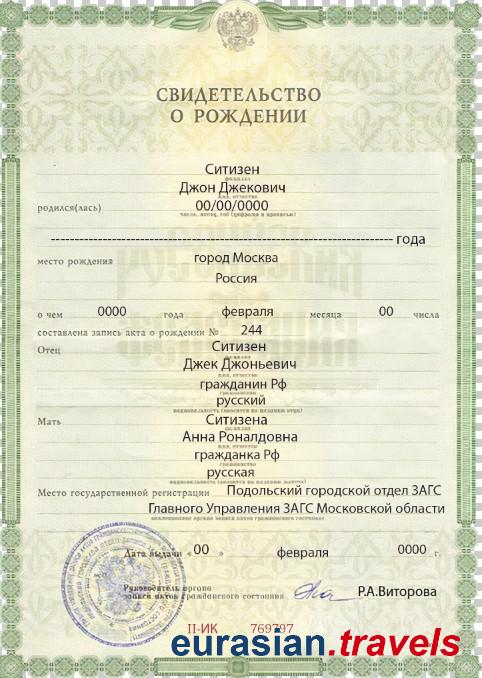 СВИДЕТЕЛЬСТВО
О РОЖДЕНИИ
Ситизен
фамилия
Джон Джекович
имя, отчество
родился(лась) 00/00/0000
число, месяц, год (цифрами и прописью)
года
место рождения город Москва
Россия
о чем 0000 года февраля месяца 00 числа
составлена запись акта о рождении № 244
Отец Ситизен
фамилия
Джек Джоньевич
имя, отчество
гражданин Рф
русский
национальность (вносится по желанию отца)
Мать Ситизена
фамилия
Анна Роналдовна
имя, отчество
гражданка Рф
русская
национальность (вносится по желанию матери)
Место государственной регистрации Подольский городской отдел ЗАГС
Главного Управления ЗАГС Московской области
наименование органа записи актов гражданского состояния
Дата выдачи «00 » февраля 0000 г.
Руководитель органа
записи актов гражданского состояния Р.А.Виторова
II-ИК 769797
eurasian.travels